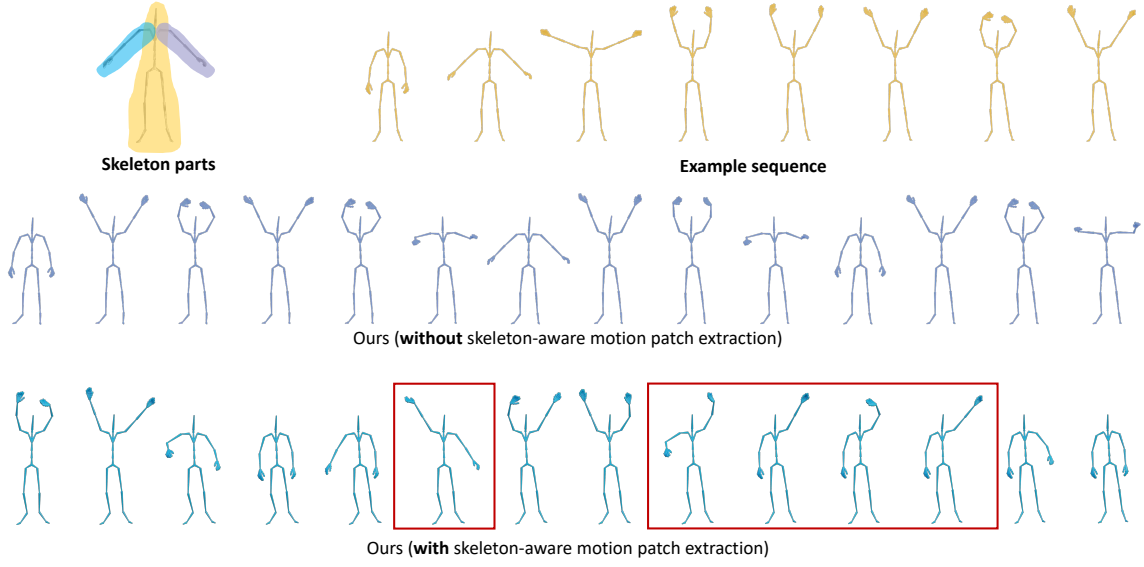 Skeleton parts
Example sequence
Ours (without skeleton-aware motion patch extraction)
Ours (with skeleton-aware motion patch extraction)